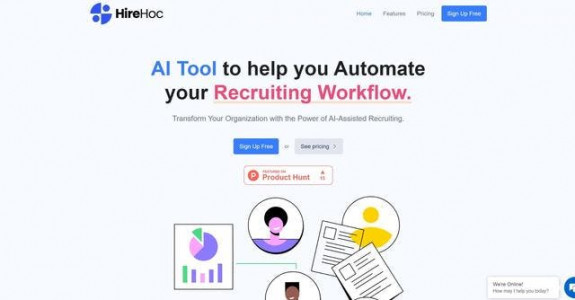 HireHoc
Home Features Pricing Sign Up Free
AI Tool to help you Automate
your Recruiting Workflow.
Transform Your Organization with the Power of AI-Assisted Recruiting.
Sign Up Free or See pricing >
FEATURED ON
Product Hunt
We're Online!
How may I help you today?